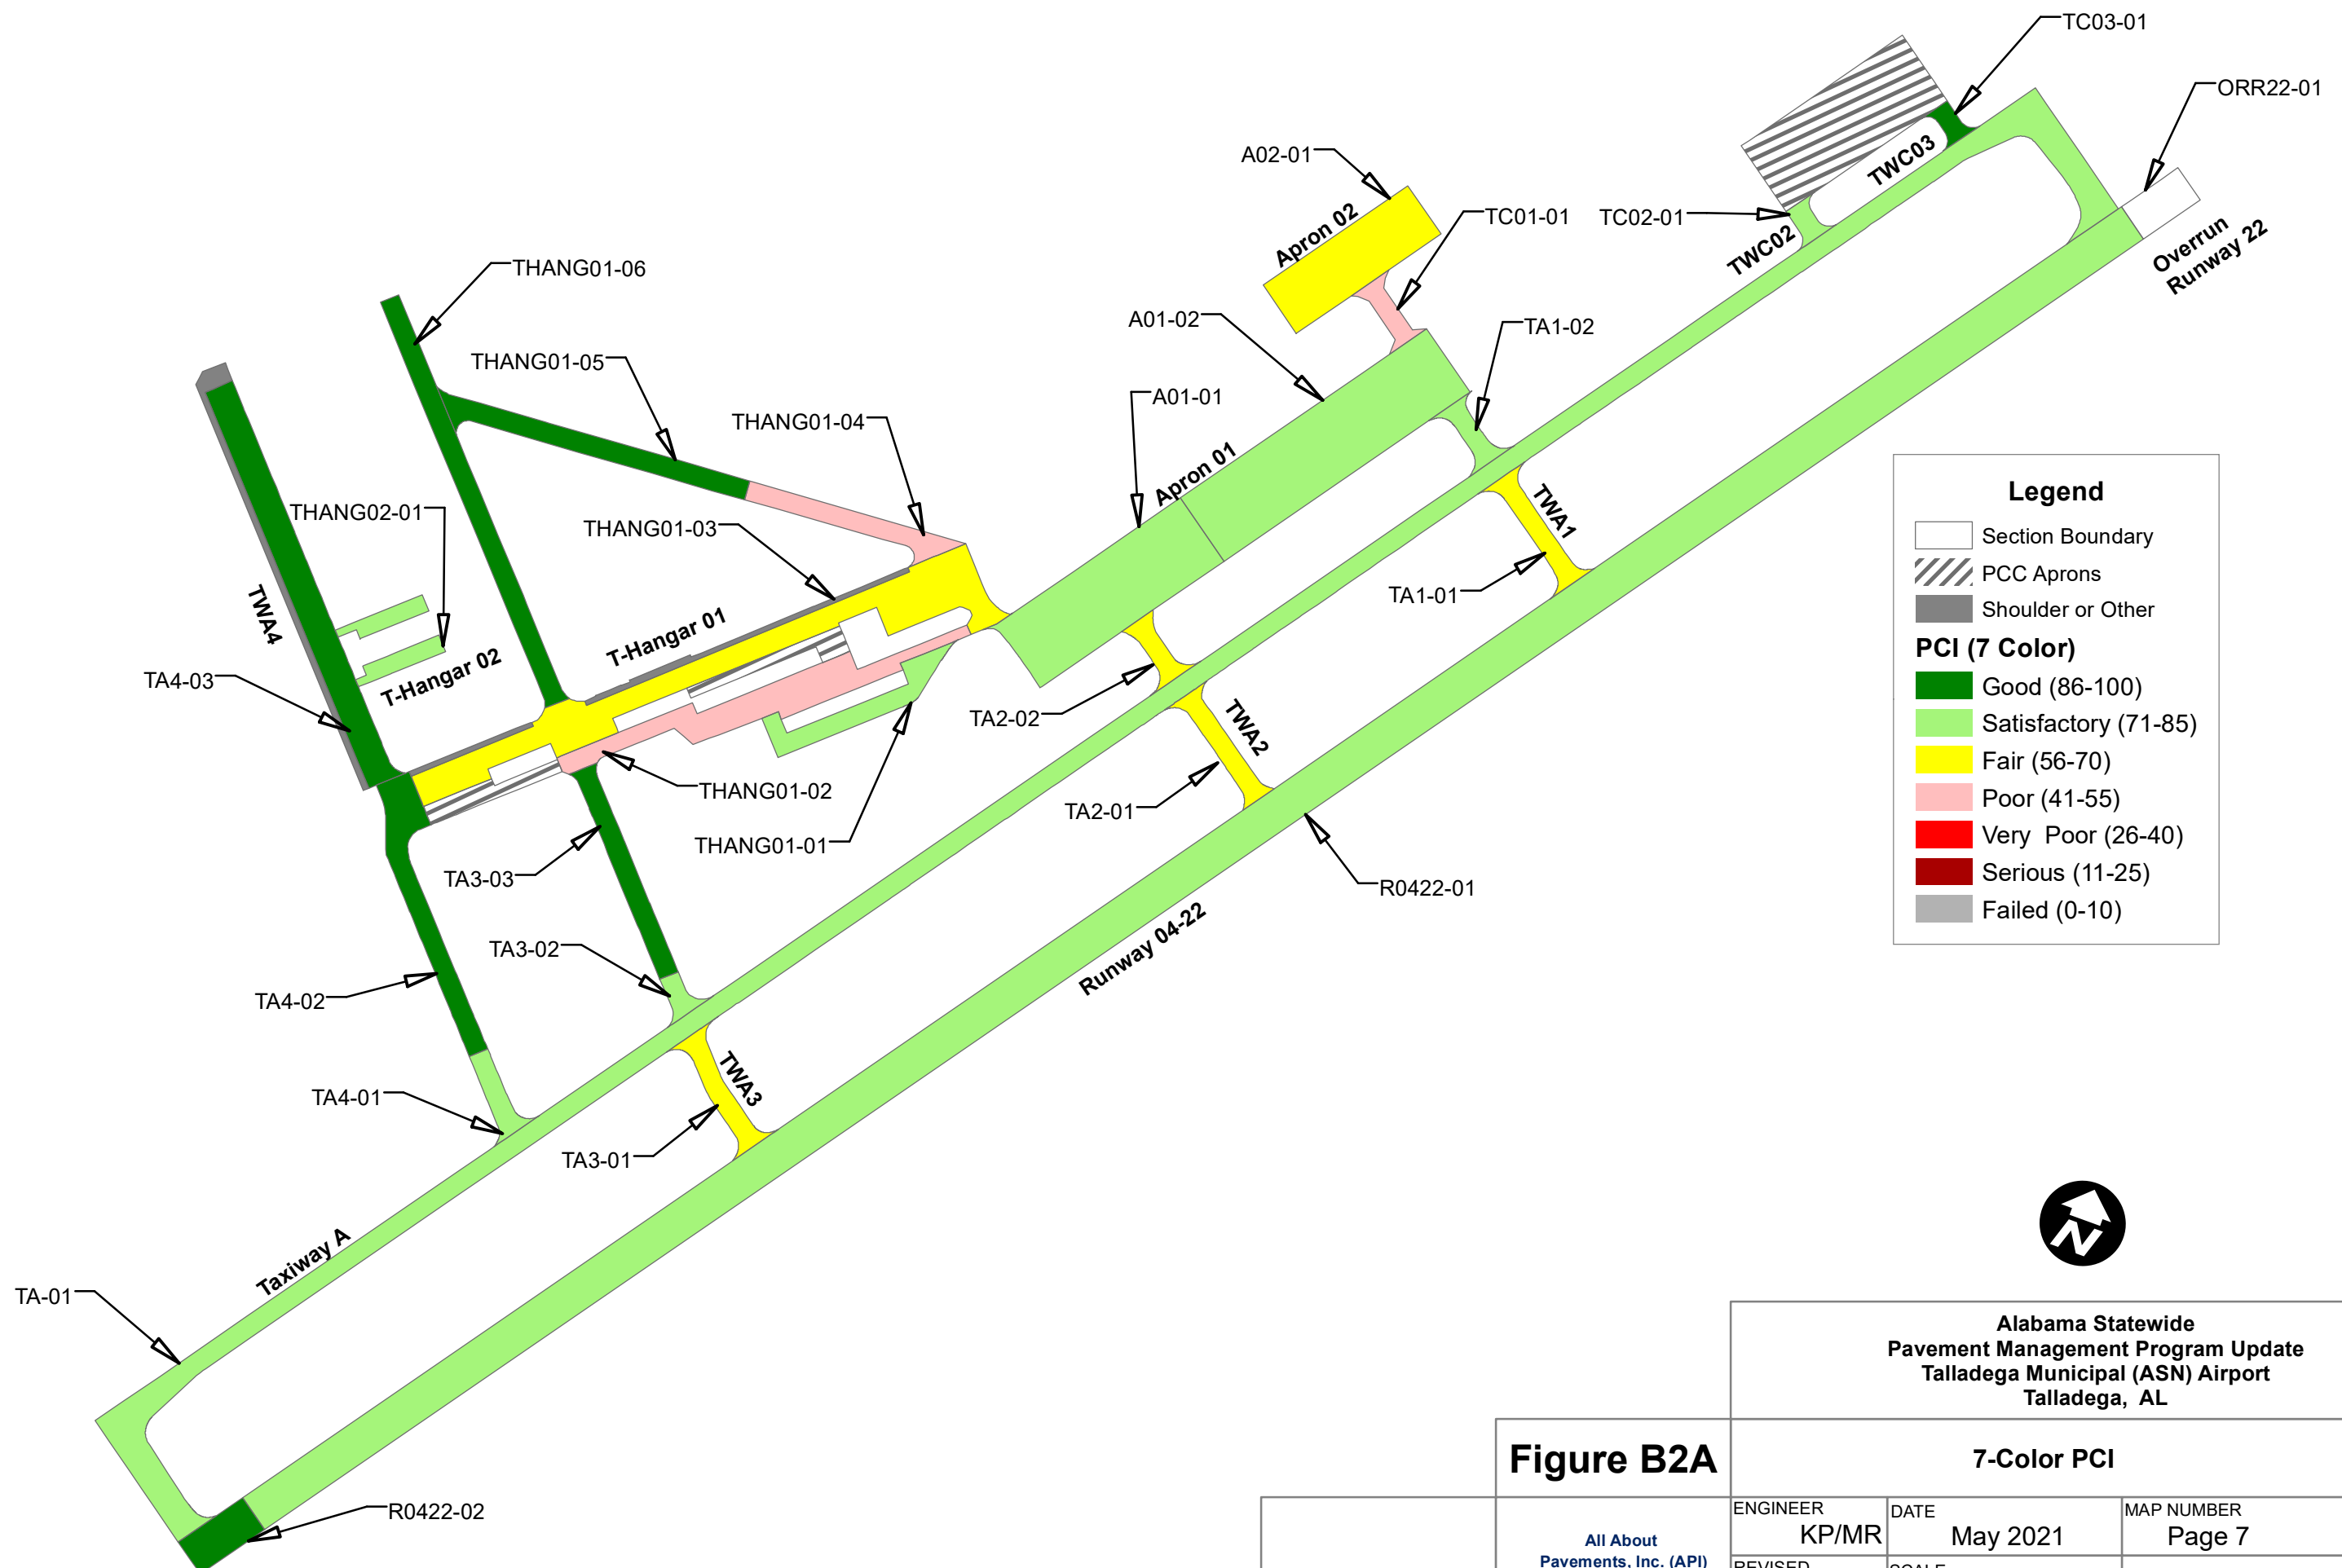 TC03-01
ORR22-01
TWC03
A02-01
Apron 02
TC01-01
TC02-01
TWC02
Overrun
Runway 22
THANG01-06
A01-02
TA1-02
THANG01-05
A01-01
THANG01-04
Apron 01
THANG02-01
THANG01-03
TWA1
TA1-01
TWA4
T-Hangar 01
T-Hangar 02
TA4-03
TA2-02
TWA2
THANG01-02
TA2-01
THANG01-01
TA3-03
R0422-01
Runway 04-22
TA3-02
TA4-02
TWA3
TA4-01
TA3-01
Taxiway A
TA-01
R0422-02
Legend
Section Boundary
PCC Aprons
Shoulder or Other
PCI (7 Color)
Good (86-100)
Satisfactory (71-85)
Fair (56-70)
Poor (41-55)
Very Poor (26-40)
Serious (11-25)
Failed (0-10)
N
Alabama Statewide
Pavement Management Program Update
Talladega Municipal (ASN) Airport
Talladega, AL
Figure B2A
7-Color PCI
All About
Pavements, Inc. (API)
ENGINEER
KP/MR
DATE
May 2021
MAP NUMBER
Page 7
REVISED
SCALE